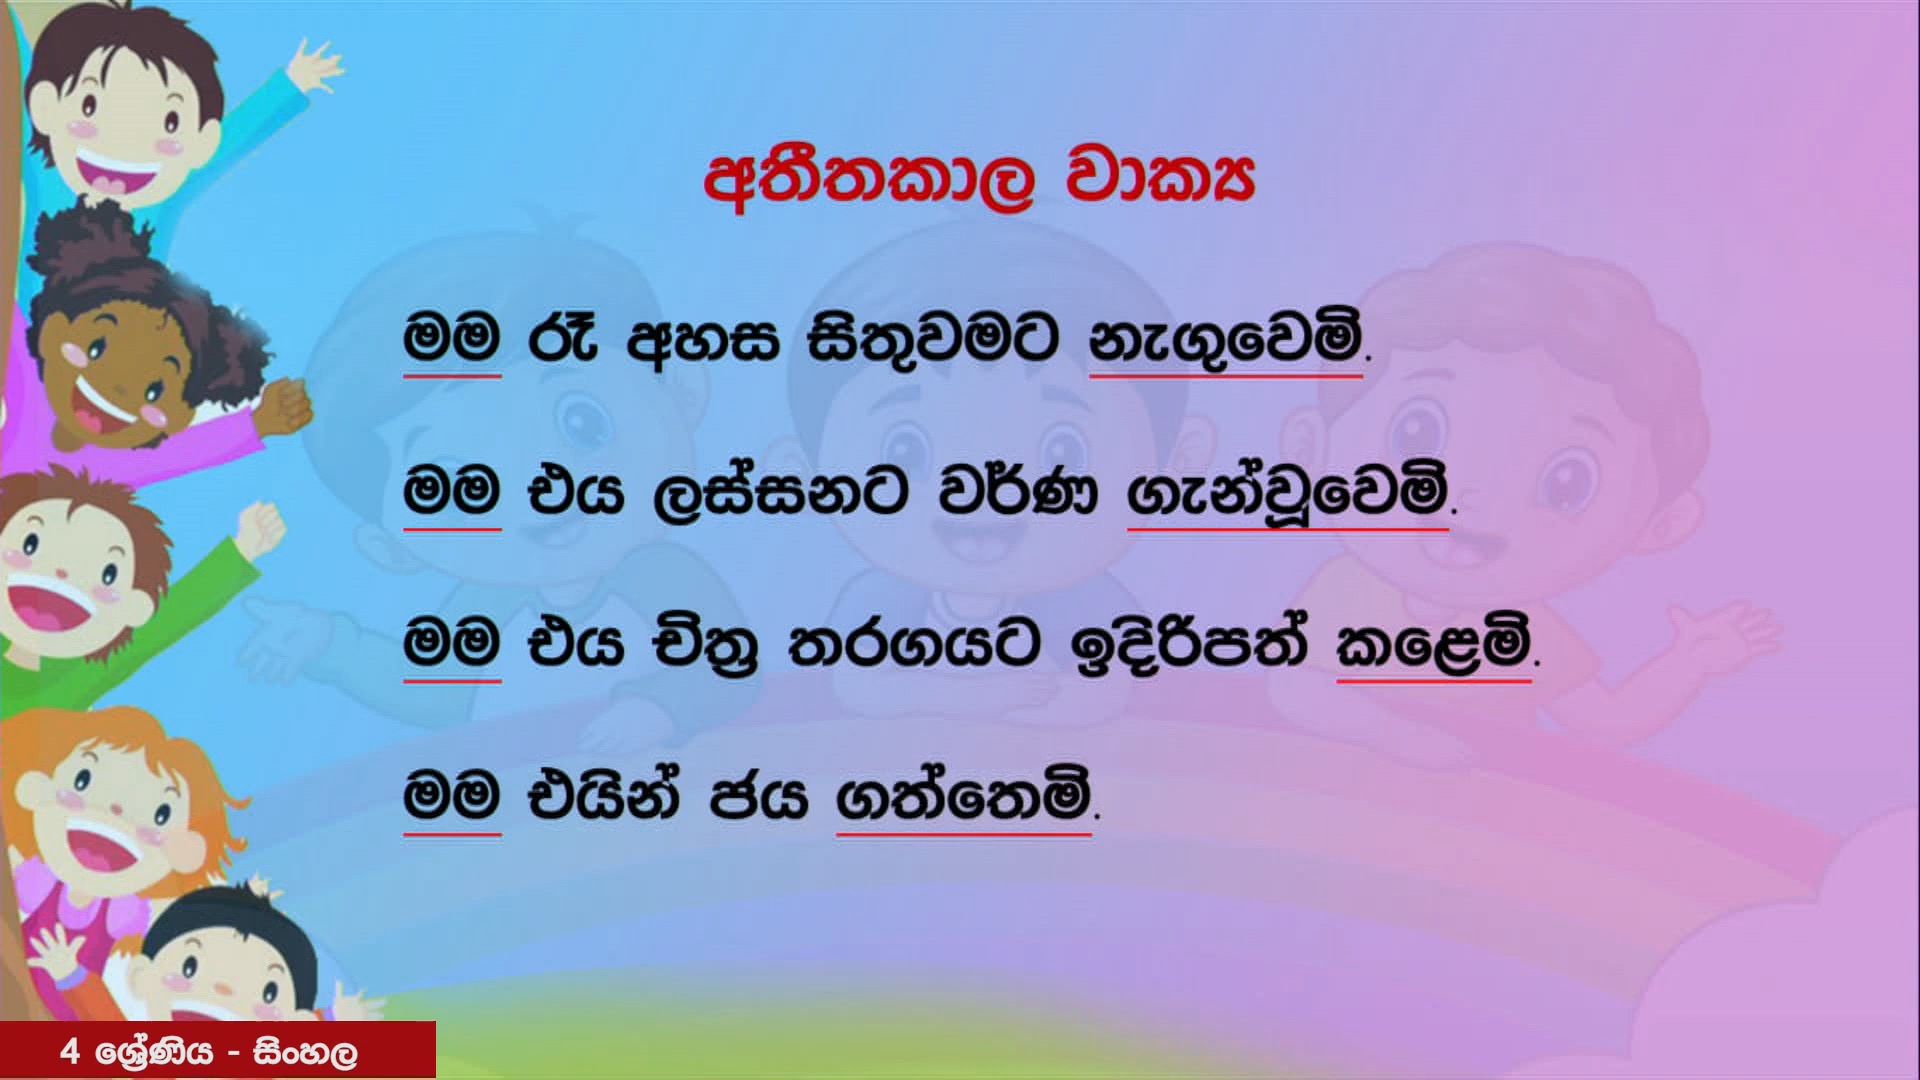 අතීතකාල වාක්‍ය
මම රෑ අහස සිතුවමට නැගුවෙමි.
මම එය ලස්සනට වර්ණ ගැන්වූවෙමි.
මම එය චිත්‍ර තරගයට ඉදිරිපත් කළෙමි.
මම එයින් ජය ගත්තෙමි.
4 ශ්‍රේණිය - සිංහල